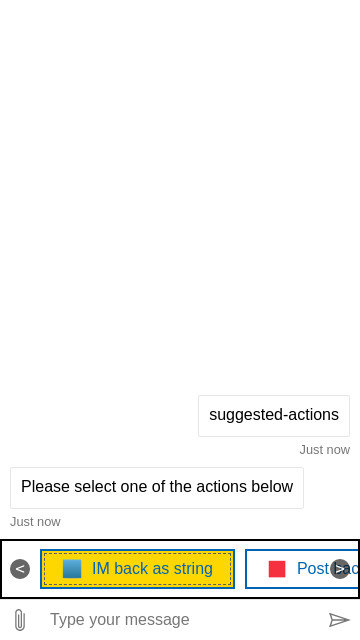 suggested-actions
Just now
Please select one of the actions below
Just now
< IM back as string Post >
Type your message